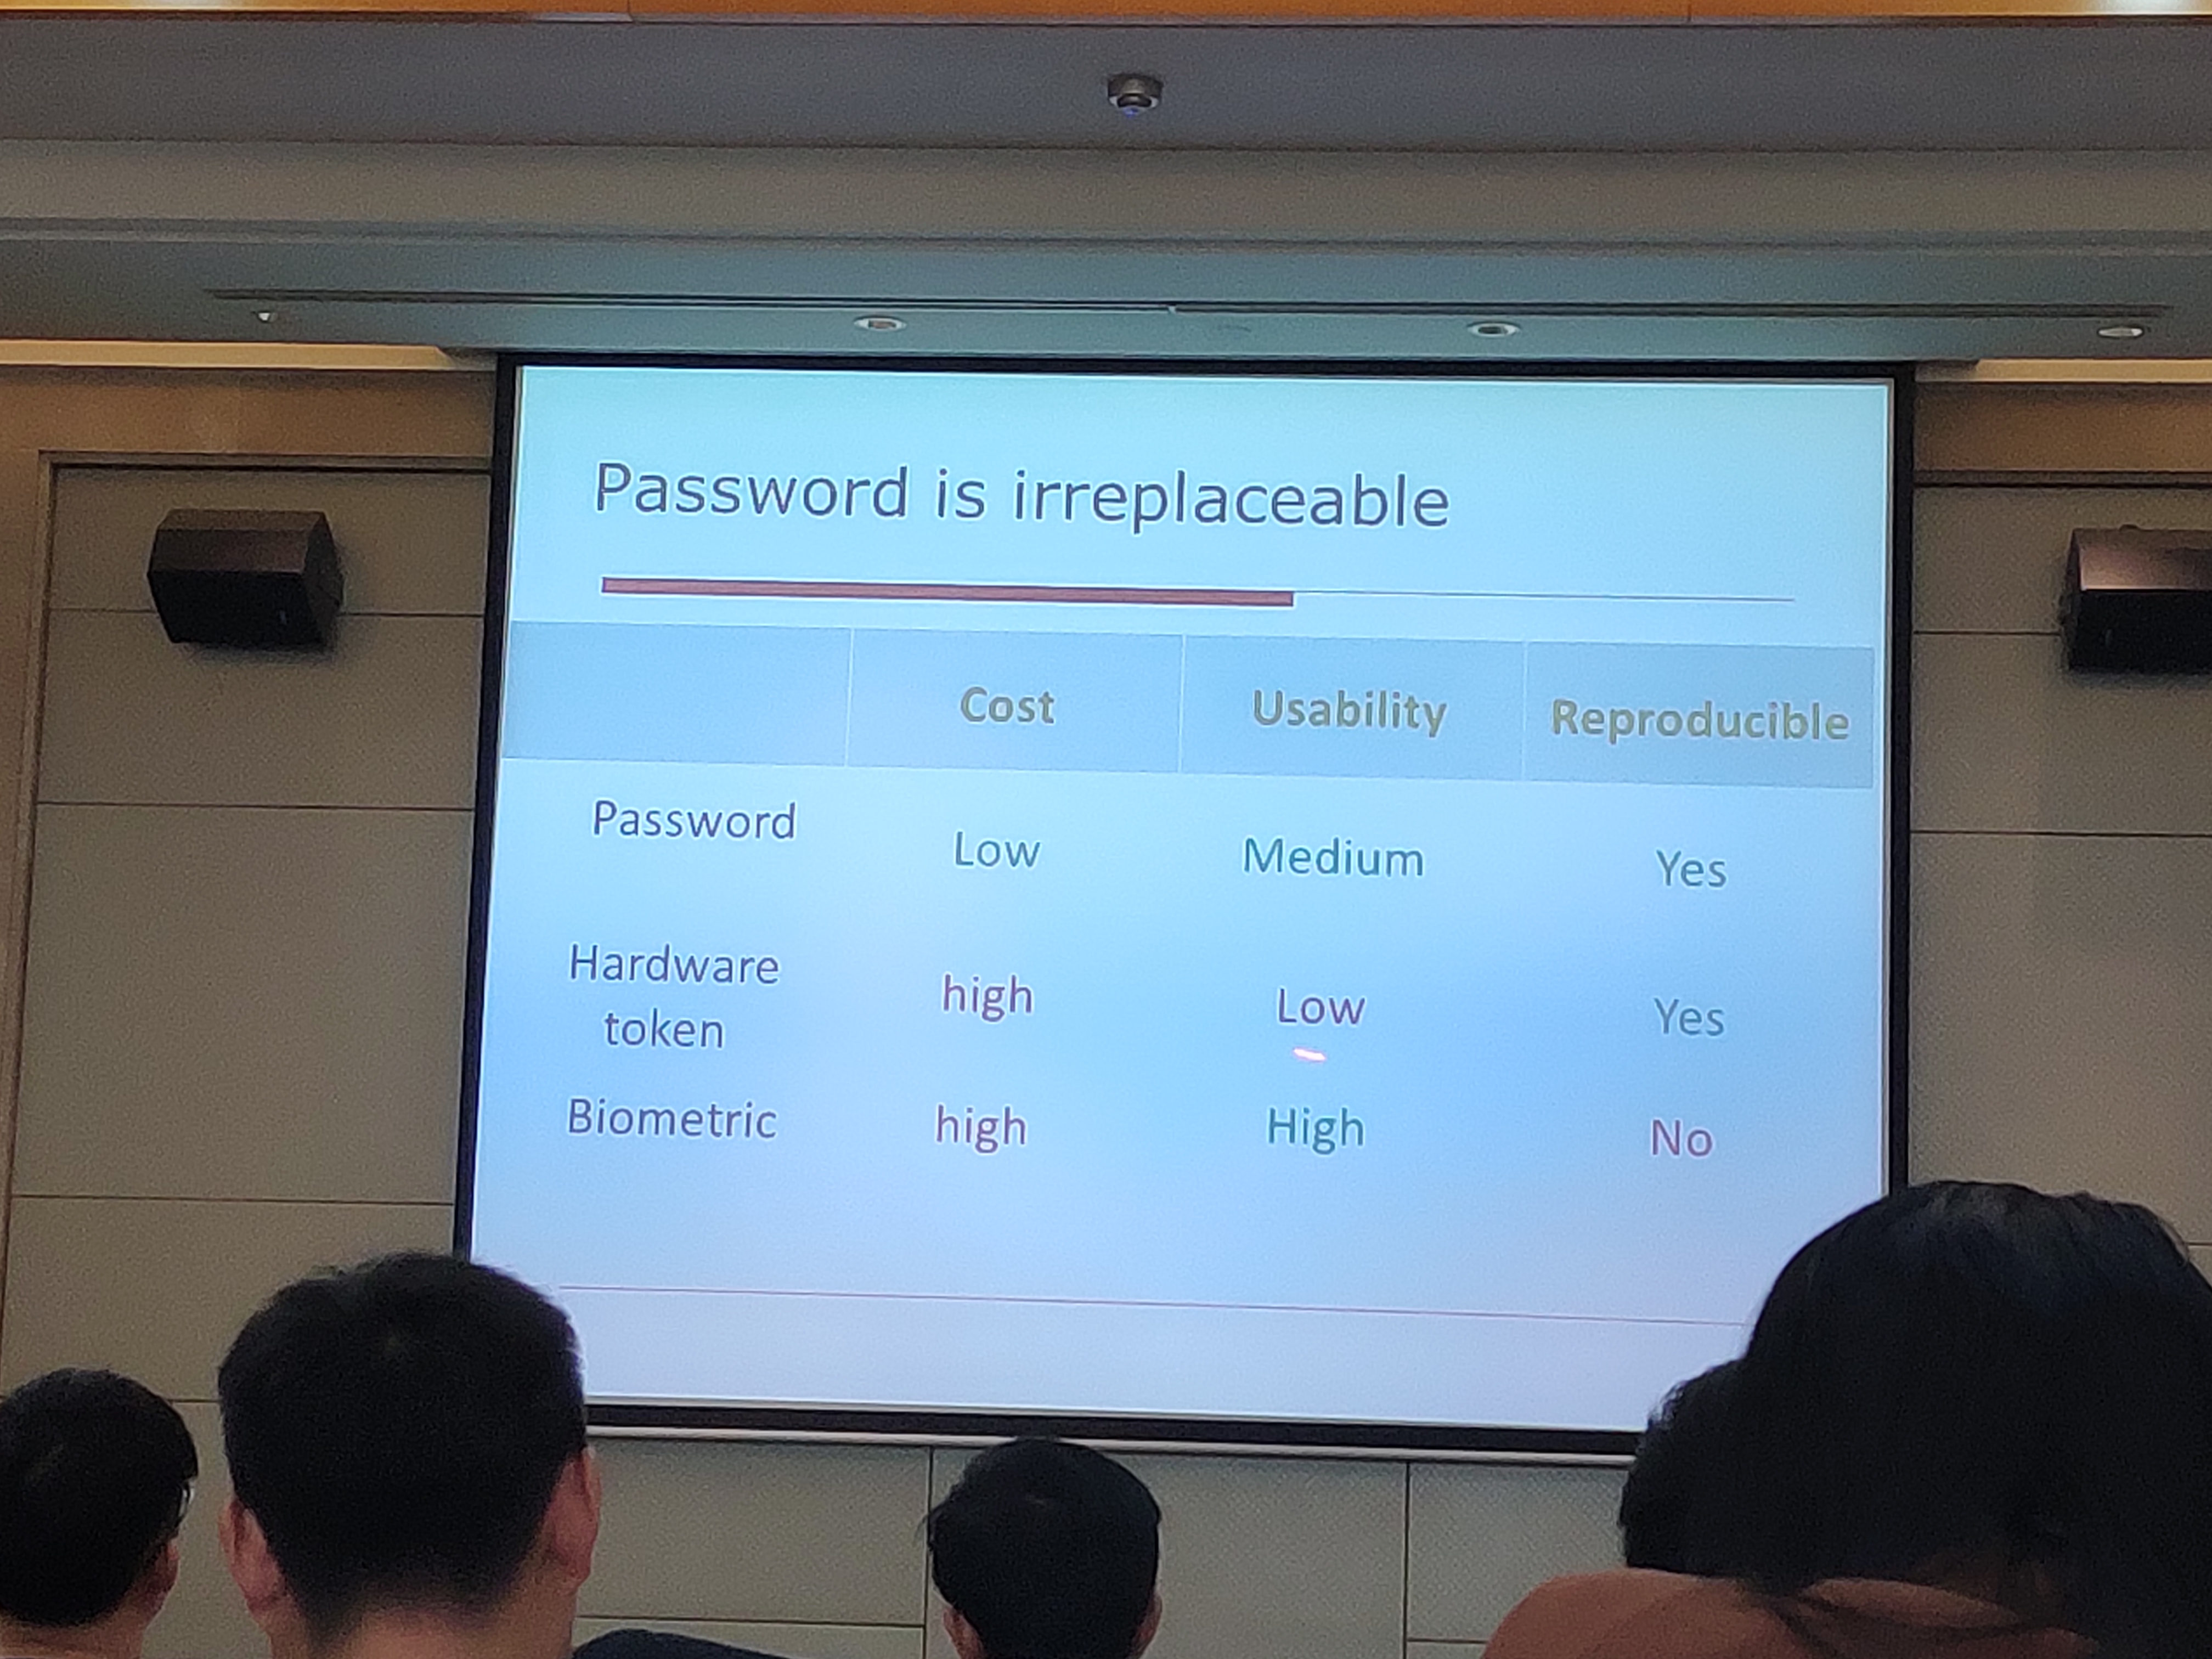 Password is irreplaceable
Cost Usability Reproducible
Password Low Medium Yes
Hardware
token high Low Yes
Biometric high High No